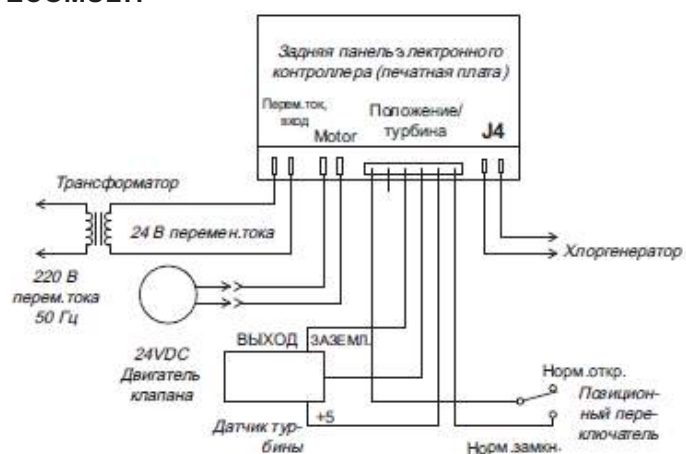 Задняя панель электронного
контроллера (печатная плата)
Перем.ток,
вход
Motor
Положение/
турбина
J4
Трансформатор
24 В перемен.тока
220 В
перем.тока
50 Гц
Хлоргенератор
24VDC
Двигатель
клапана
ВЫХОД
ЗАЗЕМЛ.
+5
Датчик тур-
бины
Норм.откр.
Позицион-
ный пере-
ключатель
Норм.замкн.